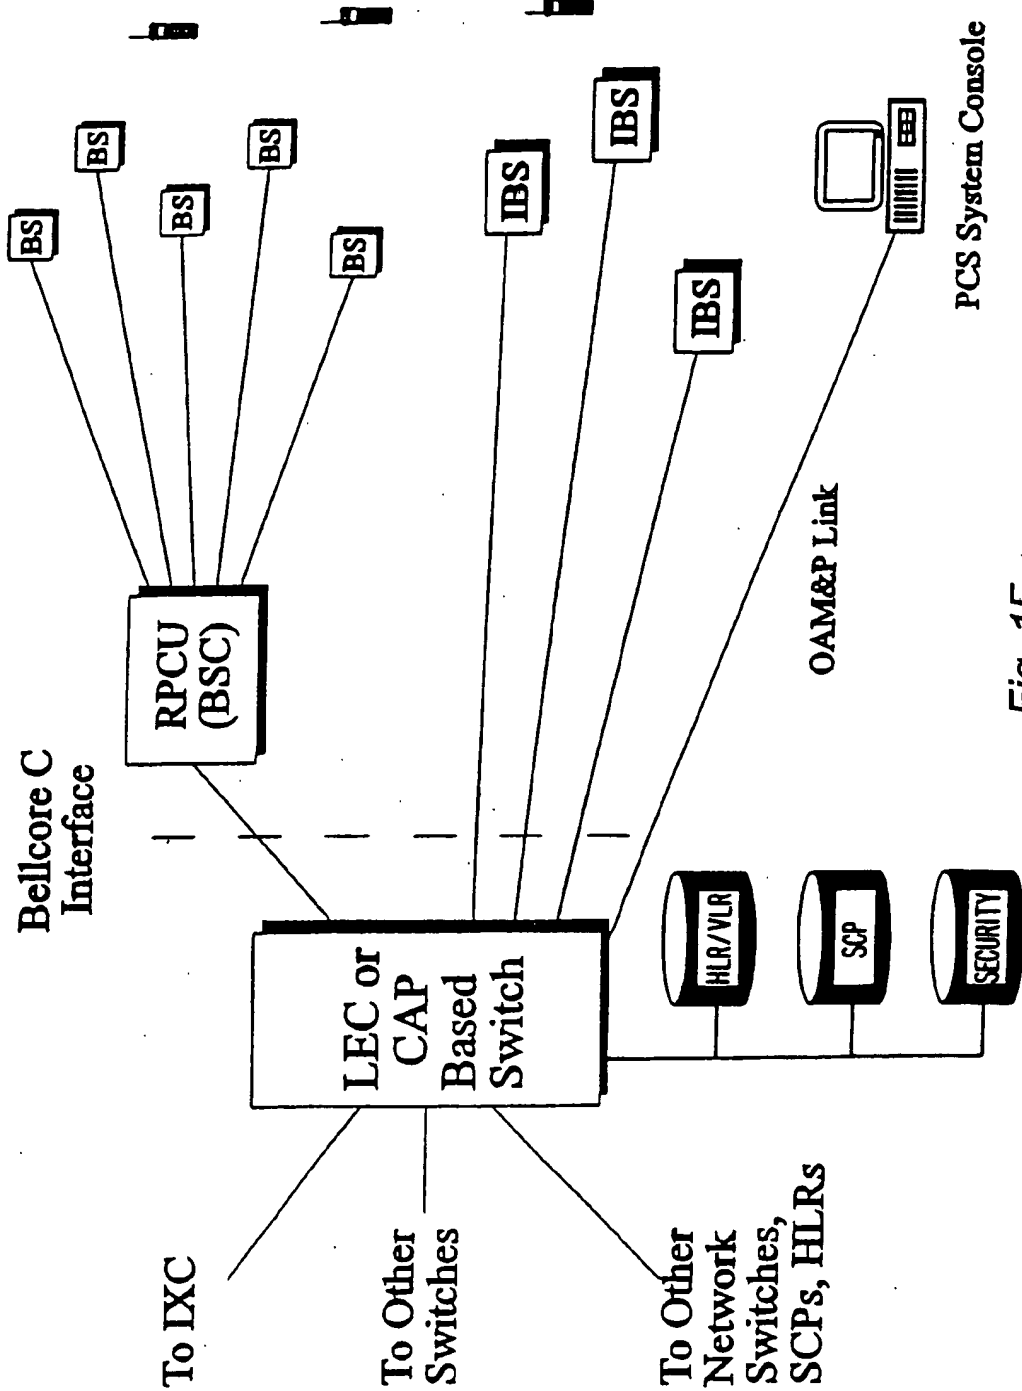 Bellcore C
Interface
RPCU
(BSC)
BS
BS
BS
BS
BS
To IXC
To Other
Switches
To Other
Network
Switches,
SCPs, HLRs
LEC or
CAP
Based
Switch
IBS
IBS
IBS
HLR/VLR
SCP
SECURITY
OAM&P Link
PCS System Console